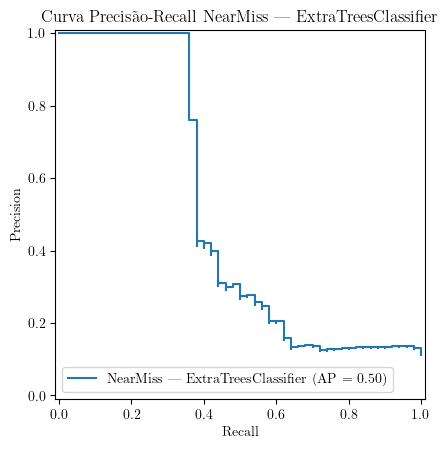 Curva Precisão-Recall NearMiss — ExtraTreesClassifier
1.0
0.8
0.6
0.4
0.2
0.0
Precision
NearMiss — ExtraTreesClassifier (AP = 0.50)
0.0 0.2 0.4 0.6 0.8 1.0
Recall